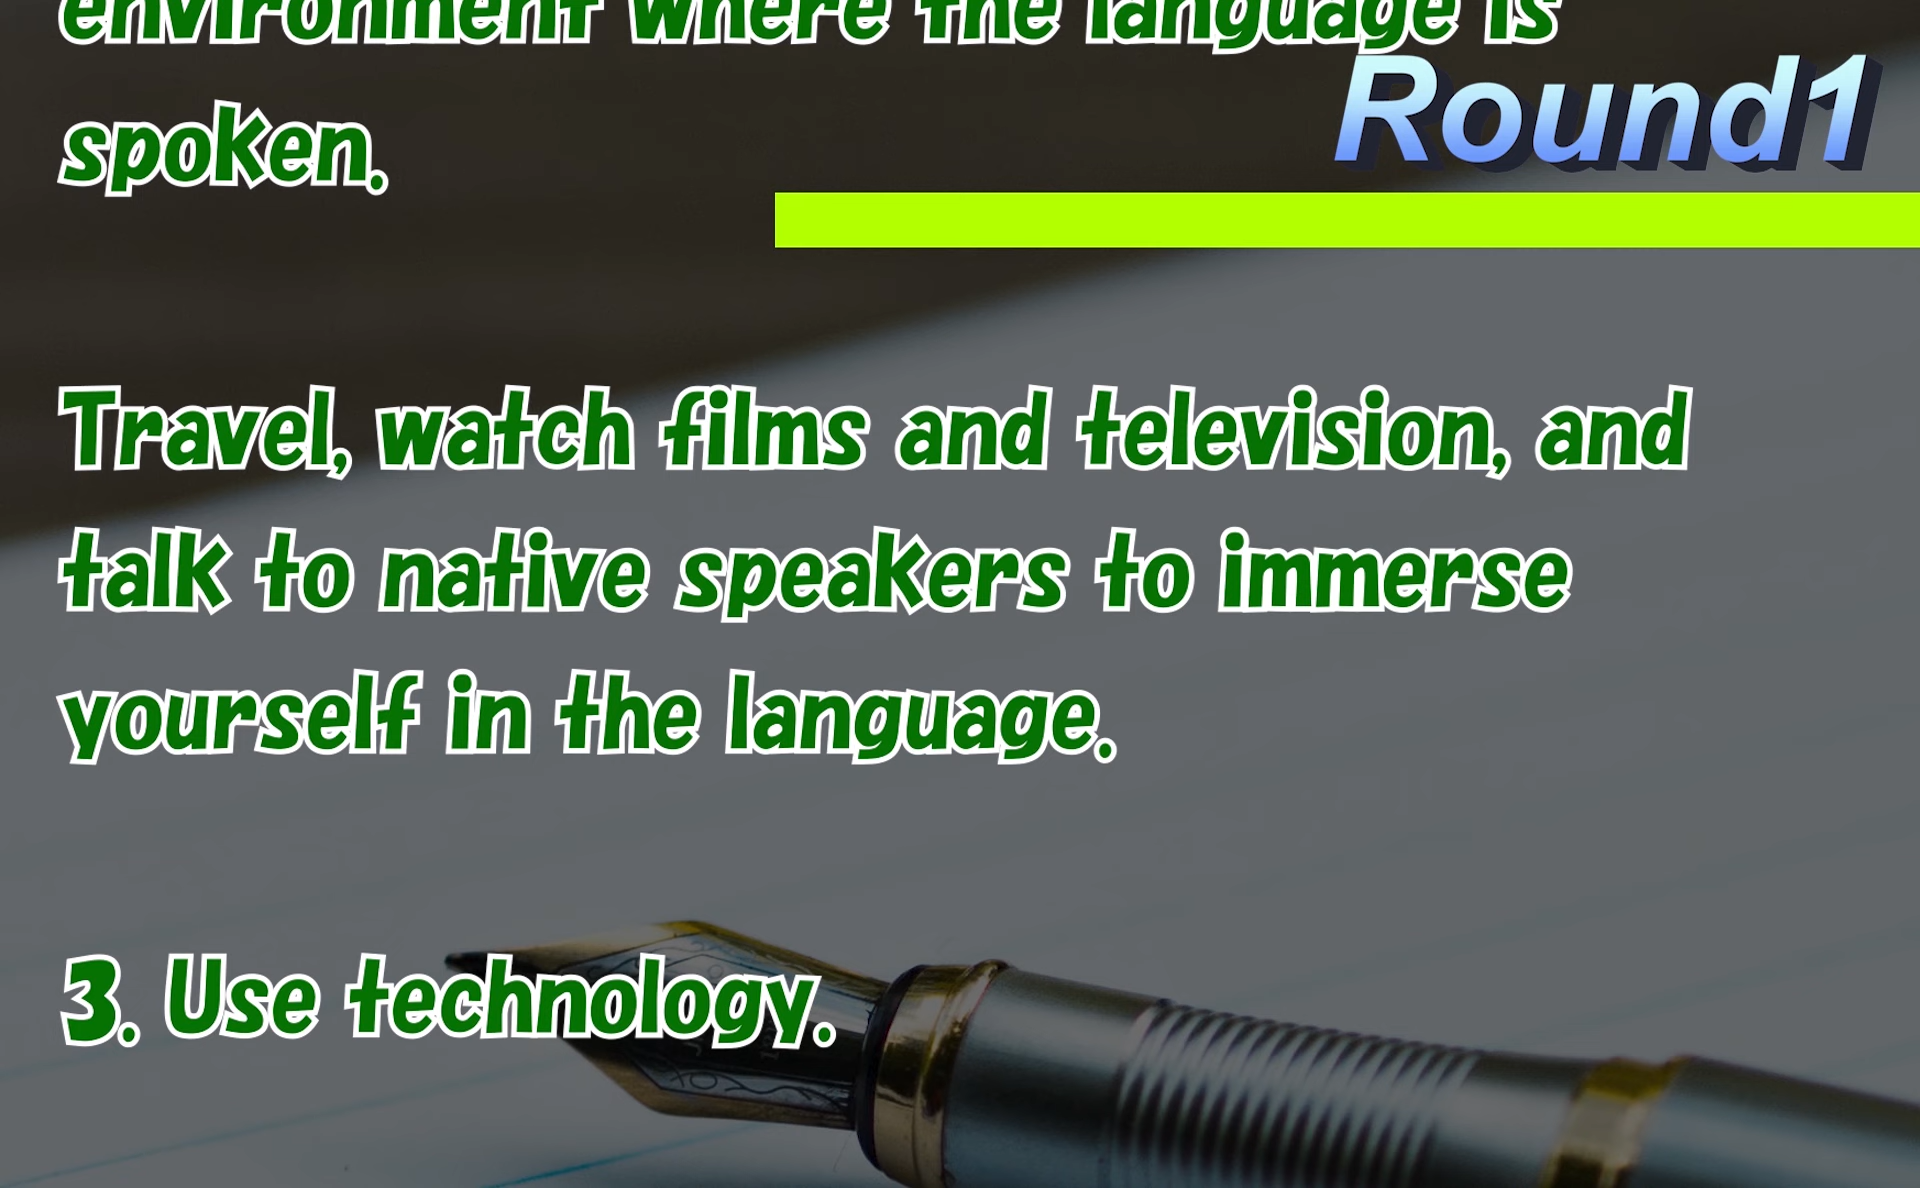 environment where the language is
Round1
spoken.
Travel, watch films and television, and
talk to native speakers to immerse
yourself in the language.
3. Use technology.